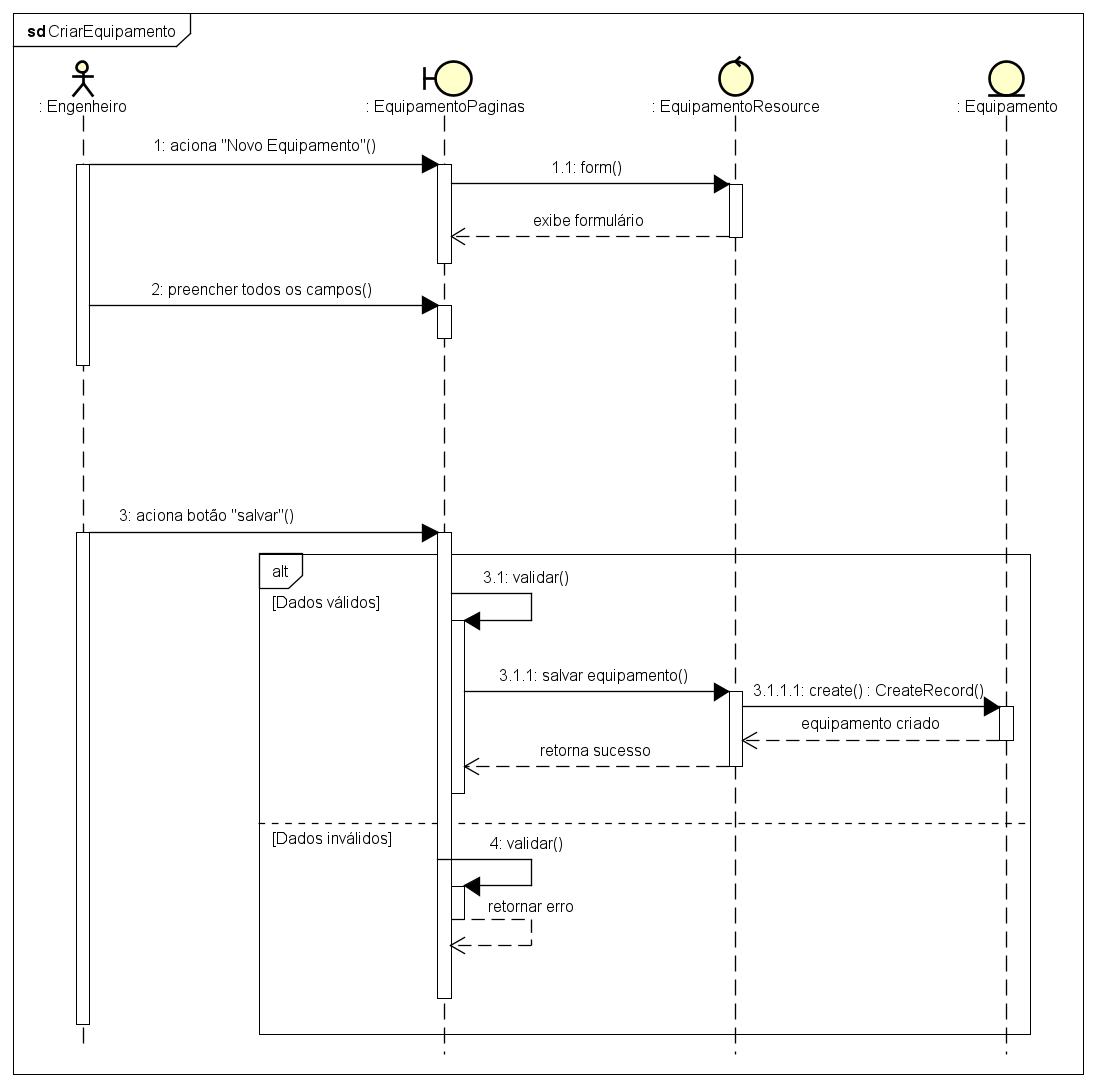 sd CriarEquipamento
: Engenheiro
: EquipamentoPaginas
: EquipamentoResource
: Equipamento
1: aciona "Novo Equipamento"()
1.1: form()
exibe formulário
2: preencher todos os campos()
3: aciona botão "salvar"()
alt
3.1: validar()
[Dados válidos]
3.1.1: salvar equipamento()
3.1.1.1: create() : CreateRecord()
equipamento criado
retorna sucesso
[Dados inválidos]
4: validar()
retornar erro